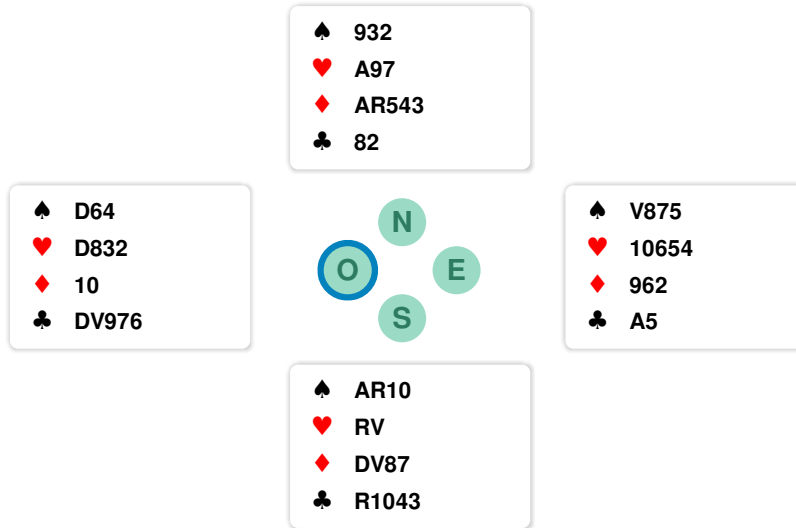 ♠ 932
♥ A97
♦ AR543
♣ 82
♠ D64
♥ D832
♦ 10
♣ DV976
N
O E
S
♠ V875
♥ 10654
♦ 962
♣ A5
♠ AR10
♥ RV
♦ DV87
♣ R1043